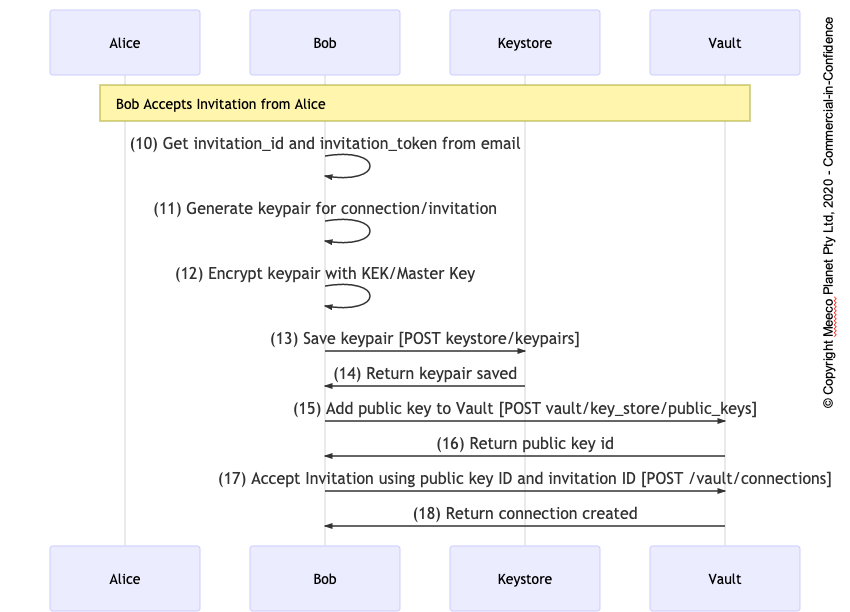 Alice
Bob
Keystore
Vault
Bob Accepts Invitation from Alice
(10) Get invitation_id and invitation_token from email
(11) Generate keypair for connection/invitation
(12) Encrypt keypair with KEK/Master Key
(13) Save keypair [POST keystore/keypairs]
(14) Return keypair saved
(15) Add public key to Vault [POST vault/key_store/public_keys]
(16) Return public key id
(17) Accept Invitation using public key ID and invitation ID [POST /vault/connections]
(18) Return connection created
Alice
Bob
Keystore
Vault
© Copyright Meeco Planet Pty Ltd, 2020 - Commercial-in-Confidence